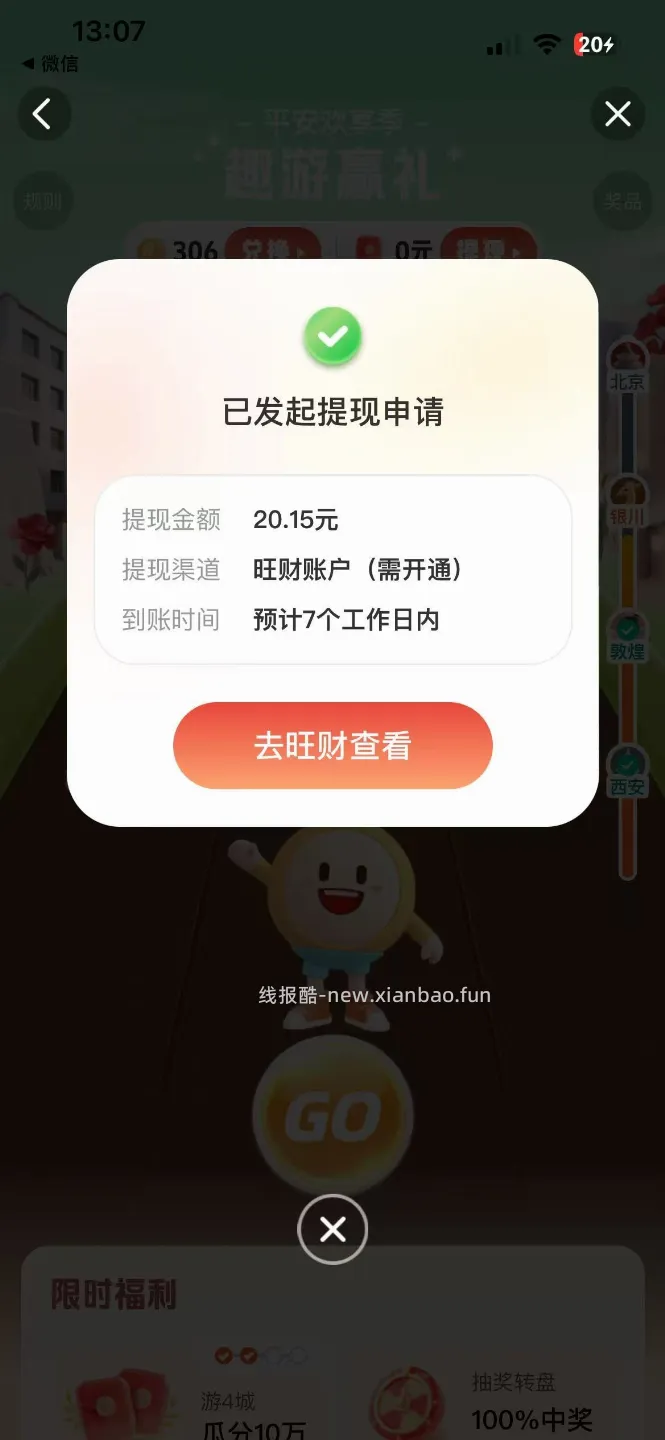 13:07
20
微信
平安欢享季
趣游赢礼
规则
奖品
306 兑换 0元 提现
已发起提现申请
北京
提现金额 20.15元
银川
提现渠道 旺财账户（需开通）
到账时间 预计7个工作日内
敦煌
去旺财查看
西安
线报酷-new.xianbao.fun
GO
限时福利
游4城
瓜分10万
抽奖转盘
100%中奖